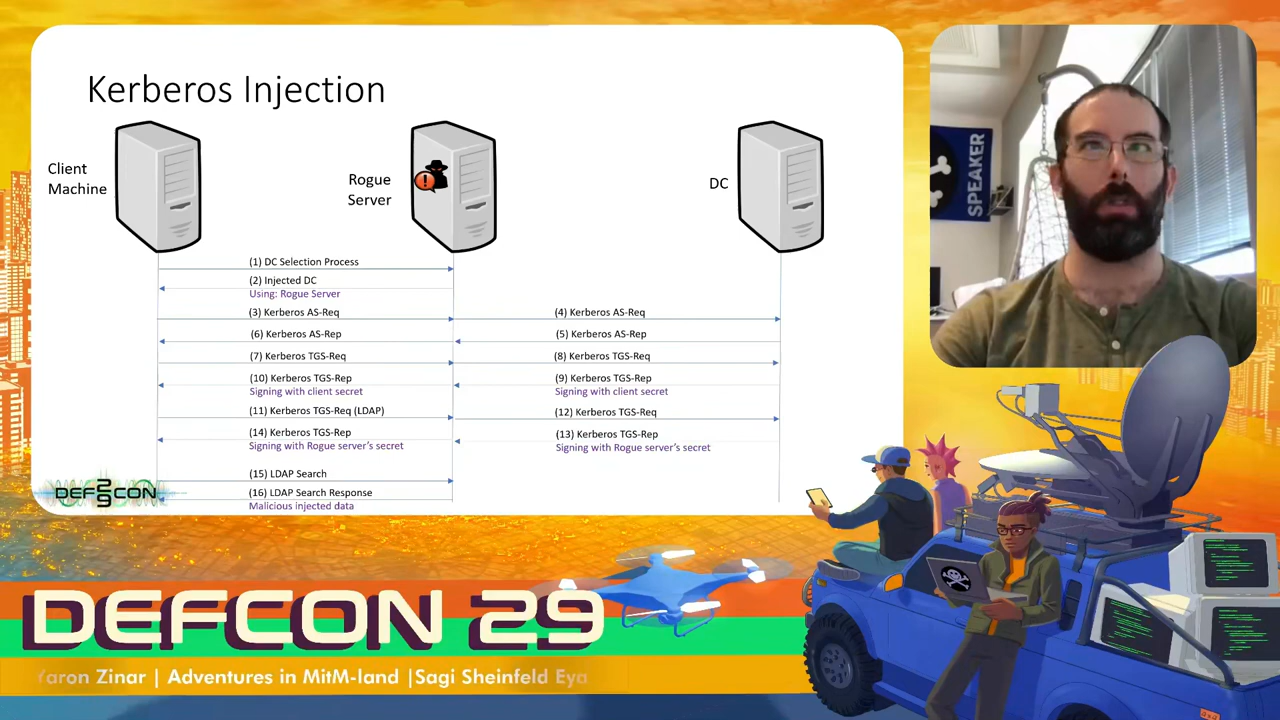 Kerberos Injection
Client
Machine
Rogue
Server
DC
(1) DC Selection Process
(2) Injected DC
Using: Rogue Server
(3) Kerberos AS-Req
(4) Kerberos AS-Req
(6) Kerberos AS-Rep
(5) Kerberos AS-Rep
(7) Kerberos TGS-Req
(8) Kerberos TGS-Req
(10) Kerberos TGS-Rep
Signing with client secret
(9) Kerberos TGS-Rep
Signing with client secret
(11) Kerberos TGS-Req (LDAP)
(12) Kerberos TGS-Req
(14) Kerberos TGS-Rep
Signing with Rogue server's secret
(13) Kerberos TGS-Rep
Signing with Rogue server's secret
(15) LDAP Search
(16) LDAP Search Response
Malicious injected data
DEF CON
29
SPEAKER
DEFCON 29
Yaron Zinar | Adventures in MitM-land |Sagi Sheinfeld Eya